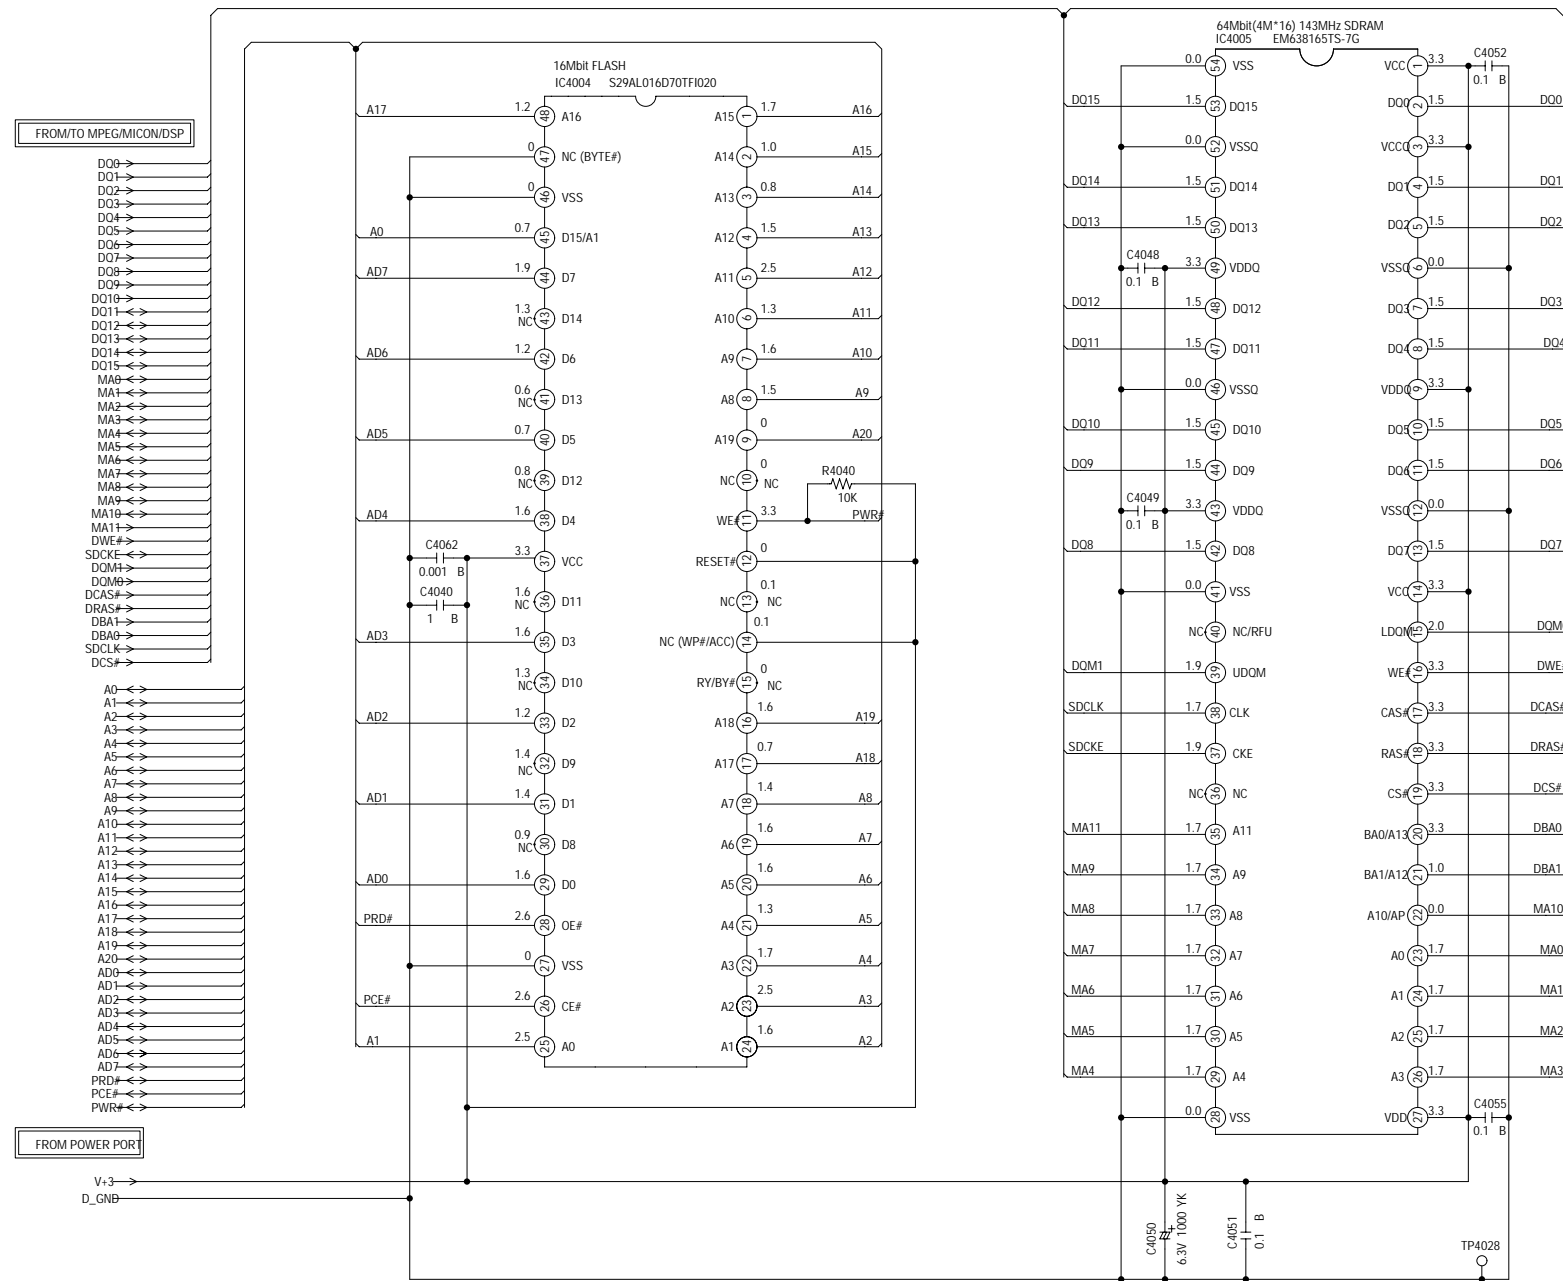 64Mbit(4M*16) 143MHz SDRAM
IC4005 EM638165TS-7G
16Mbit FLASH
IC4004 S29AL016D70TFI020
FROM/TO MPEG/MICON/DSP
DQ0
DQ1
DQ2
DQ3
DQ4
DQ5
DQ6
DQ7
DQ8
DQ9
DQ10
DQ11
DQ12
DQ13
DQ14
DQ15
MA0
MA1
MA2
MA3
MA4
MA5
MA6
MA7
MA8
MA9
MA10
MA11
DWE#
SDCKE
DQM1
DQM0
DCAS#
DRAS#
DBA1
DBA0
SDCLK
DCS#
A0
A1
A2
A3
A4
A5
A6
A7
A8
A9
A10
A11
A12
A13
A14
A15
A16
A17
A18
A19
A20
AD0
AD1
AD2
AD3
AD4
AD5
AD6
AD7
PRD#
PCE#
PWR#
FROM POWER PORT
V+3
D_GND
A17 1.2 48 A16
0 47 NC (BYTE#)
0 46 VSS
A0 0.7 45 D15/A1
AD7 1.9 44 D7
1.3 NC 43 D14
AD6 1.2 42 D6
0.6 NC 41 D13
AD5 0.7 40 D5
0.8 NC 39 D12
AD4 1.6 38 D4
C4062 0.001 B
3.3 37 VCC
C4040 1 B
1.6 NC 36 D11
AD3 1.6 35 D3
1.3 NC 34 D10
AD2 1.2 33 D2
1.4 NC 32 D9
AD1 1.4 31 D1
0.9 NC 30 D8
AD0 1.6 29 D0
PRD# 2.6 28 OE#
0 27 VSS
PCE# 2.6 26 CE#
A1 2.5 25 A0
A15 1 1.7 A16
A14 2 1.0 A15
A13 3 0.8 A14
A12 4 1.5 A13
A11 5 2.5 A12
A10 6 1.3 A11
A9 7 1.6 A10
A8 8 1.5 A9
A19 9 0 A20
NC 10 0 NC
R4040 10K
WE# 11 3.3 PWR#
RESET# 12 0
NC 13 0.1 NC
NC (WP#/ACC) 14 0.1
RY/BY# 15 0 NC
A18 16 1.6 A19
A17 17 0.7 A18
A7 18 1.4 A8
A6 19 1.6 A7
A5 20 1.6 A6
A4 21 1.3 A5
A3 22 1.7 A4
A2 23 2.5 A3
A1 24 1.6 A2
0.0 54 VSS
DQ15 1.5 53 DQ15
0.0 52 VSSQ
DQ14 1.5 51 DQ14
DQ13 1.5 50 DQ13
C4048 0.1 B
3.3 49 VDDQ
DQ12 1.5 48 DQ12
DQ11 1.5 47 DQ11
0.0 46 VSSQ
DQ10 1.5 45 DQ10
DQ9 1.5 44 DQ9
C4049 0.1 B
3.3 43 VDDQ
DQ8 1.5 42 DQ8
0.0 41 VSS
NC 40 NC/RFU
DQM1 1.9 39 UDQM
SDCLK 1.7 38 CLK
SDCKE 1.9 37 CKE
NC 36 NC
MA11 1.7 35 A11
MA9 1.7 34 A9
MA8 1.7 33 A8
MA7 1.7 32 A7
MA6 1.7 31 A6
MA5 1.7 30 A5
MA4 1.7 29 A4
0.0 28 VSS
VCC 1 3.3
C4052 0.1 B
DQ0 2 1.5 DQ0
VCCQ 3 3.3
DQ1 4 1.5 DQ1
DQ2 5 1.5 DQ2
VSSQ 6 0.0
DQ3 7 1.5 DQ3
DQ4 8 1.5 DQ4
VDDQ 9 3.3
DQ5 10 1.5 DQ5
DQ6 11 1.5 DQ6
VSSQ 12 0.0
DQ7 13 1.5 DQ7
VCC 14 3.3
LDQM 15 2.0 DQM
WE# 16 3.3 DWE
CAS# 17 3.3 DCAS#
RAS# 18 3.3 DRAS#
CS# 19 3.3 DCS#
BA0/A13 20 3.3 DBA0
BA1/A12 21 1.0 DBA1
A10/AP 22 0.0 MA10
A0 23 1.7 MA0
A1 24 1.7 MA1
A2 25 1.7 MA2
A3 26 1.7 MA3
VDD 27 3.3
C4055 0.1 B
C4050 6.3V 1000 YK +
C4051 0.1 B
TP4028